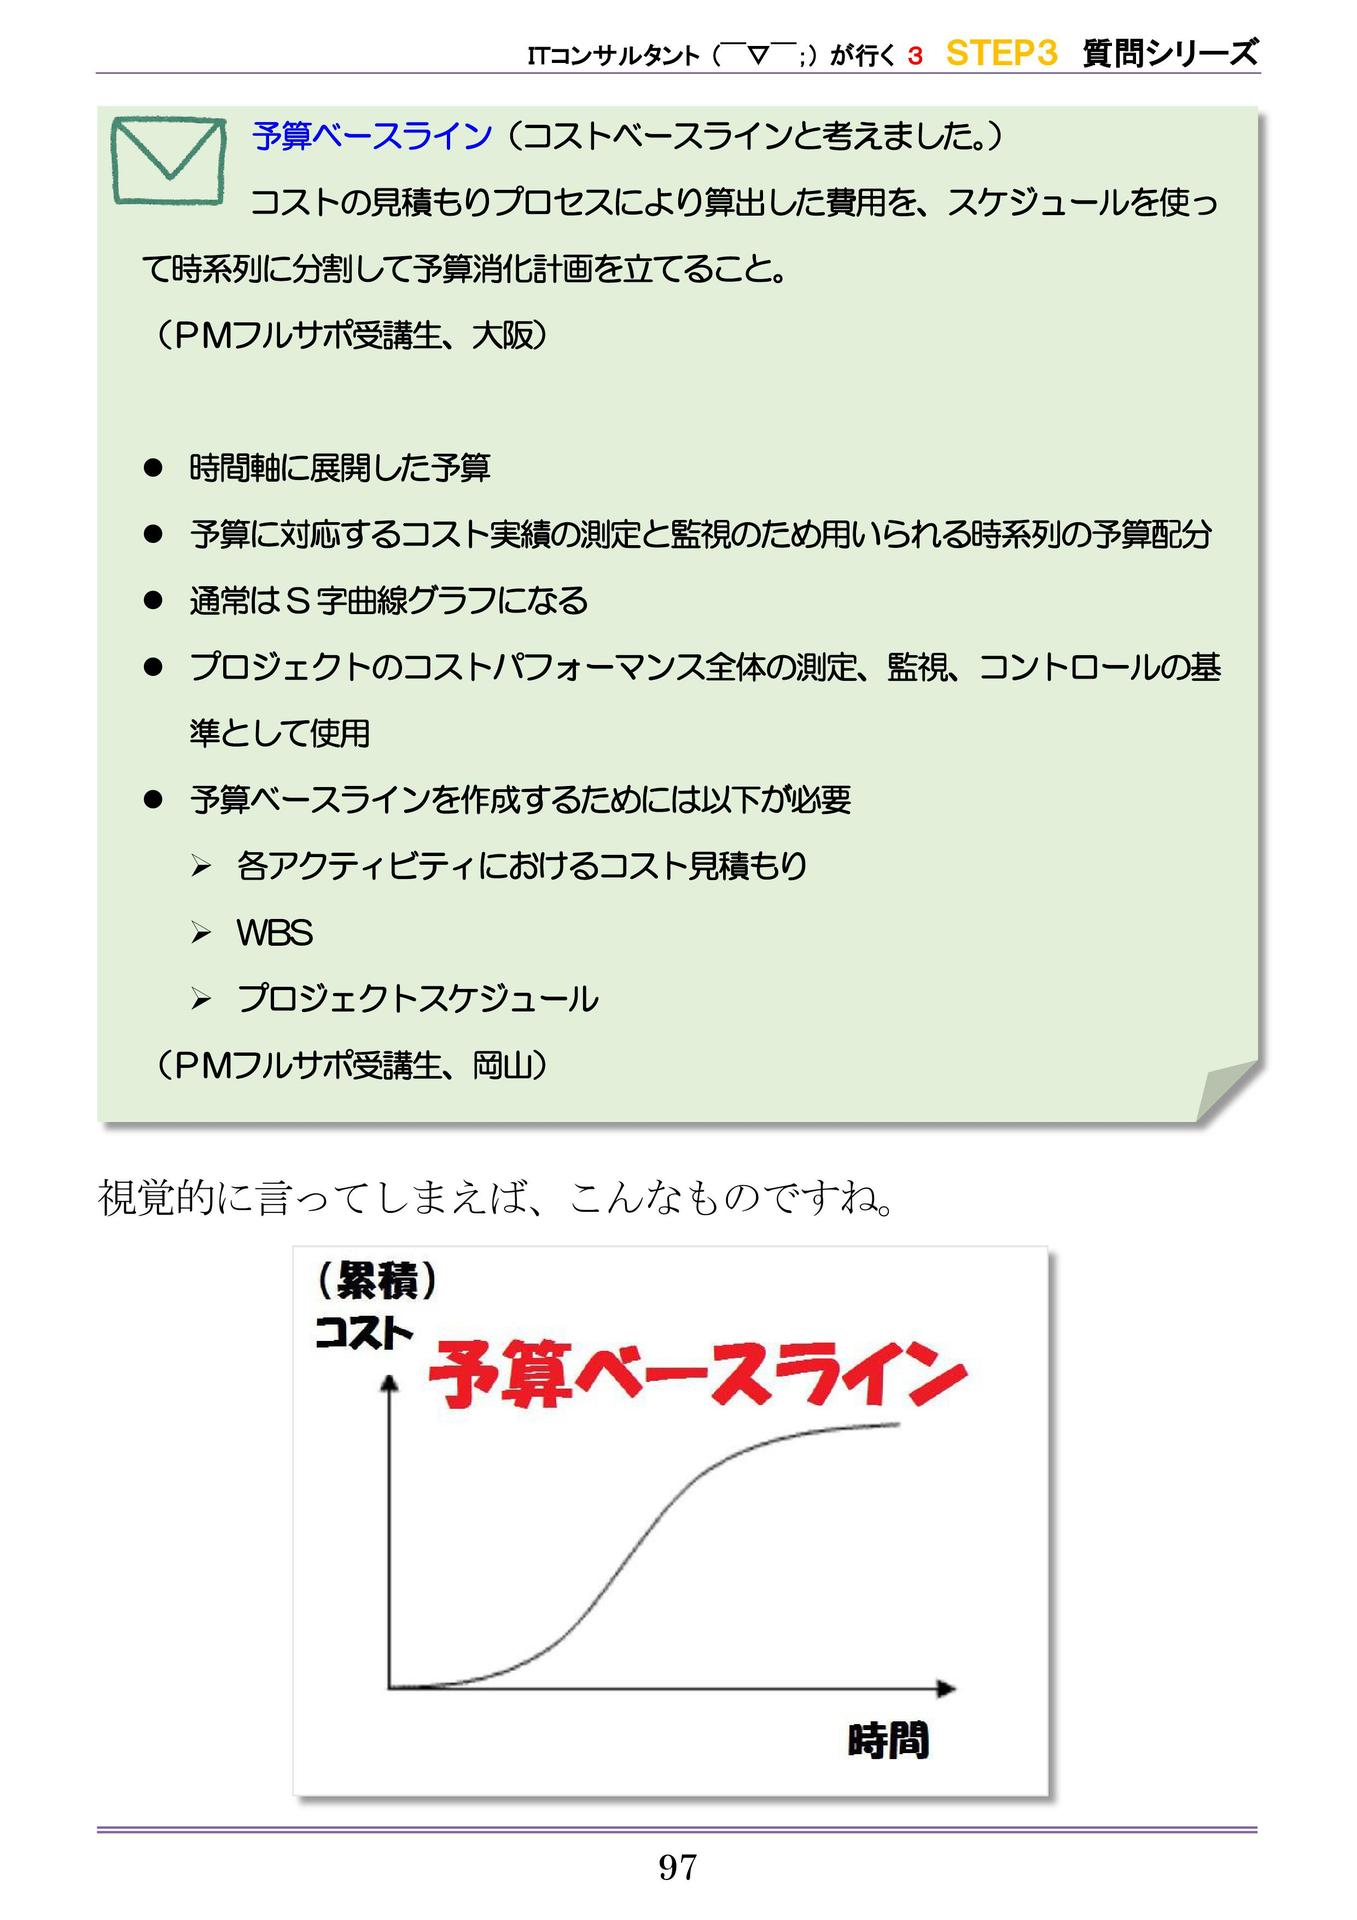 ITコンサルタント（￣▽￣；）が行く 3　STEP3　質問シリーズ
予算ベースライン（コストベースラインと考えました。）
コストの見積もりプロセスにより算出した費用を、スケジュールを使っ
て時系列に分割して予算消化計画を立てること。
（ＰＭフルサポ受講生、大阪）
● 時間軸に展開した予算
● 予算に対応するコスト実績の測定と監視のため用いられる時系列の予算配分
● 通常はＳ字曲線グラフになる
● プロジェクトのコストパフォーマンス全体の測定、監視、コントロールの基
準として使用
● 予算ベースラインを作成するためには以下が必要
➢ 各アクティビティにおけるコスト見積もり
➢ WBS
➢ プロジェクトスケジュール
（ＰＭフルサポ受講生、岡山）
視覚的に言ってしまえば、こんなものですね。
（累積）
コスト
予算ベースライン
時間
97